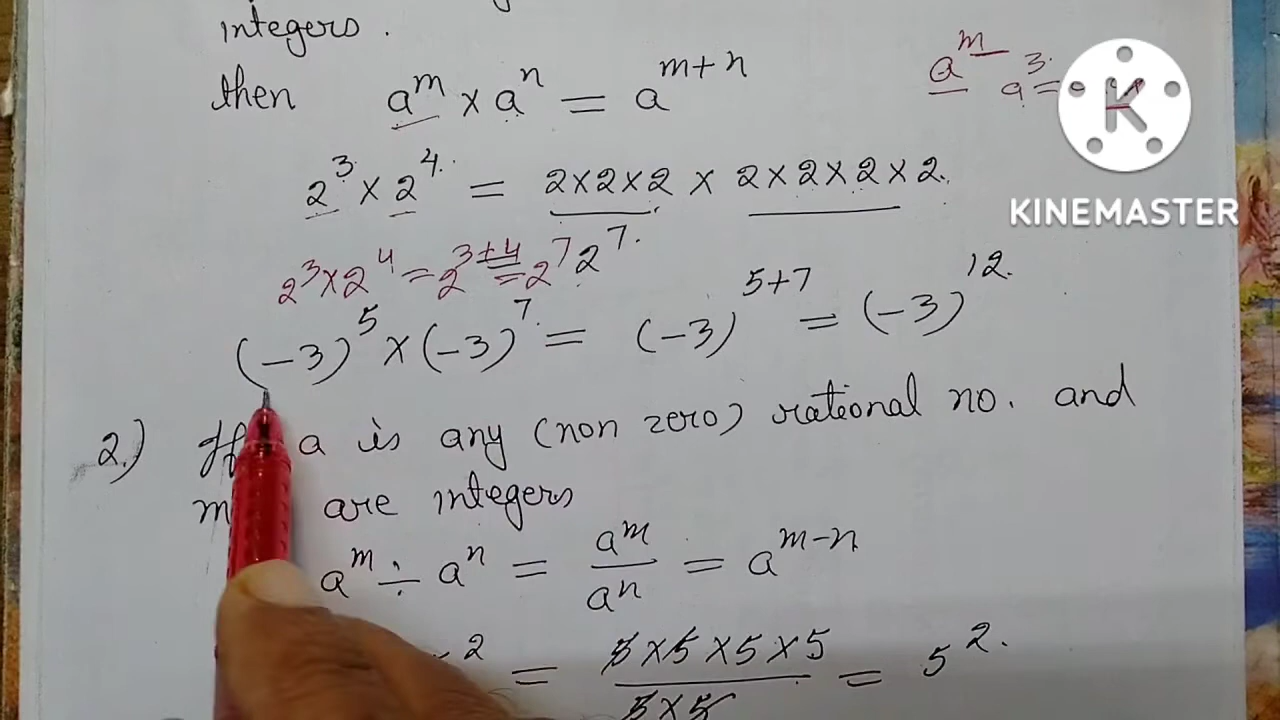 integers.
then a^m × a^n = a^(m+n)
a^m a^3 =
KINEMASTER
2^3 × 2^4 = 2×2×2 × 2×2×2×2.
2^3×2^4 = 2^(3+4) = 2^7 2^7.
(-3)^5 × (-3)^7 = (-3)^(5+7) = (-3)^12.
2.) If a is any (non zero) rational no. and
m are integers
a^m ÷ a^n = a^m/a^n = a^(m-n)
2 = 5×5×5×5/5×5 = 5^2.